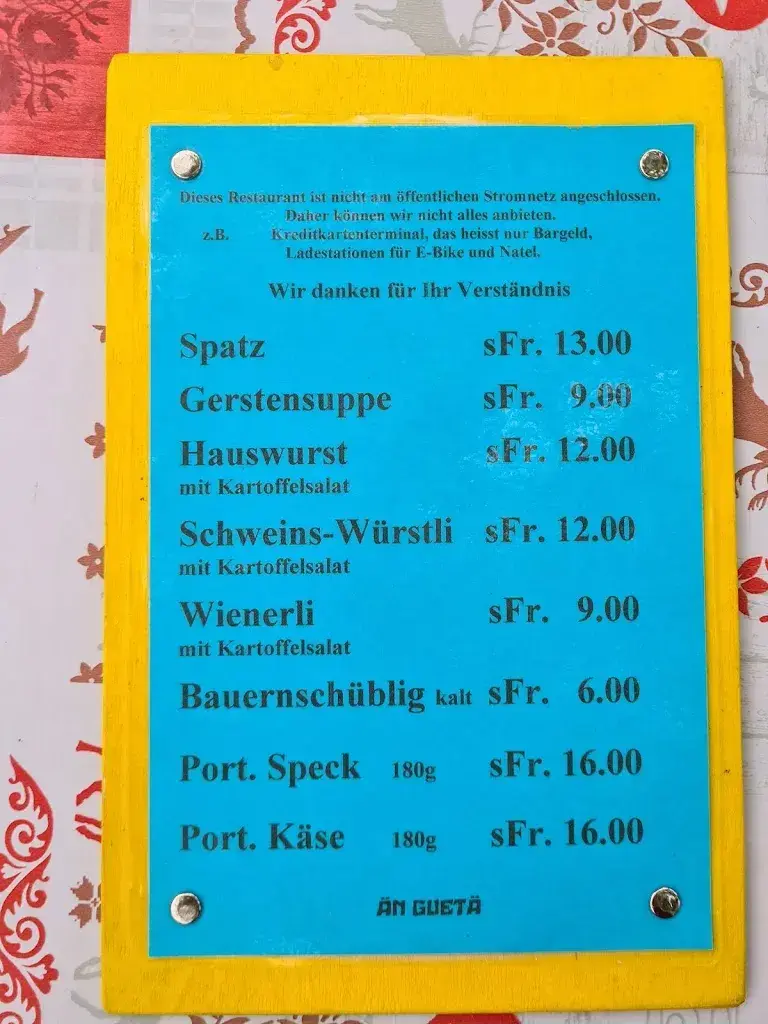 Dieses Restaurant ist nicht am öffentlichen Stromnetz angeschlossen.
Daher können wir nicht alles anbieten.
z.B. Kreditkartenterminal, das heisst nur Bargeld,
Ladestationen für E-Bike und Natel.
Wir danken für Ihr Verständnis
Spatz sFr. 13.00
Gerstensuppe sFr. 9.00
Hauswurst sFr. 12.00
mit Kartoffelsalat
Schweins-Würstli sFr. 12.00
mit Kartoffelsalat
Wienerli sFr. 9.00
mit Kartoffelsalat
Bauernschüblig kalt sFr. 6.00
Port. Speck 180g sFr. 16.00
Port. Käse 180g sFr. 16.00
ÄN GUETÄ